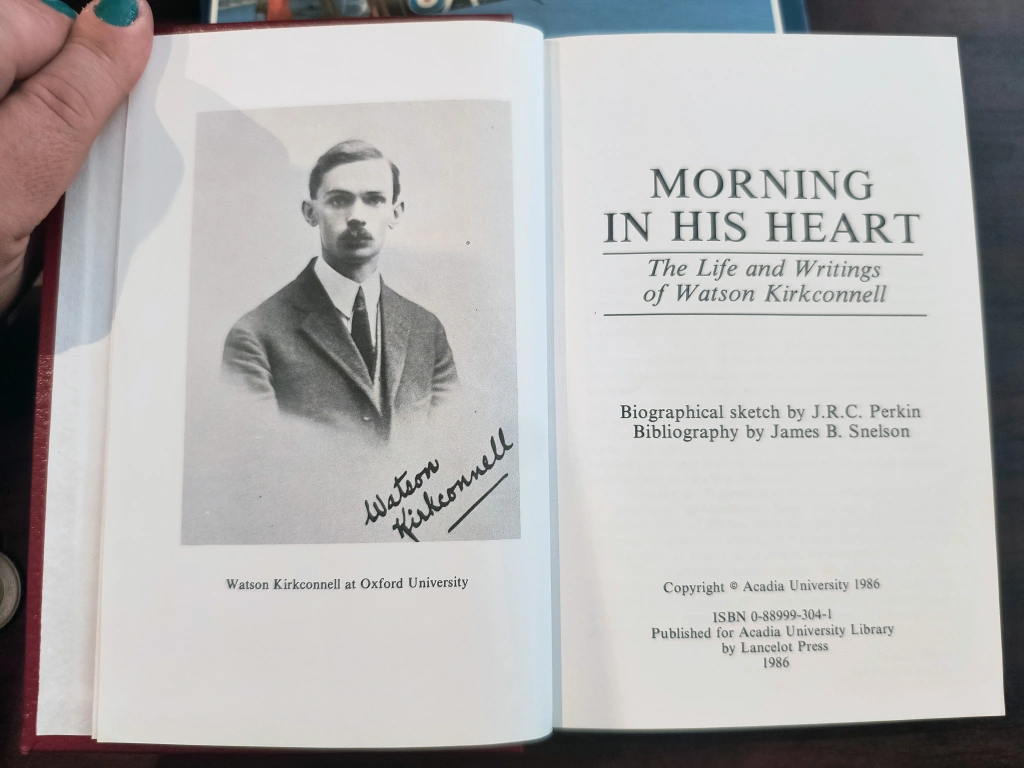 Watson
Kirkconnell
Watson Kirkconnell at Oxford University
MORNING
IN HIS HEART
The Life and Writings
of Watson Kirkconnell
Biographical sketch by J.R.C. Perkin
Bibliography by James B. Snelson
Copyright © Acadia University 1986
ISBN 0-88999-304-1
Published for Acadia University Library
by Lancelot Press
1986